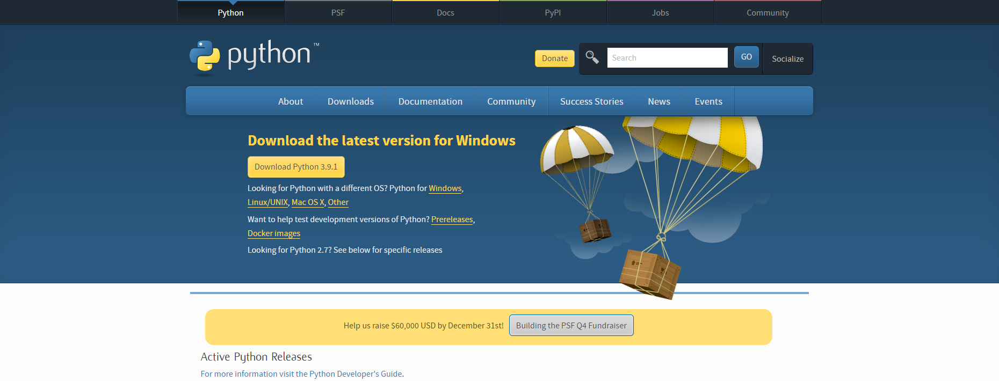 Python PSF Docs PyPI Jobs Community
python™
Donate Search GO Socialize
About Downloads Documentation Community Success Stories News Events
Download the latest version for Windows
Download Python 3.9.1
Looking for Python with a different OS? Python for Windows,
Linux/UNIX, Mac OS X, Other
Want to help test development versions of Python? Prereleases,
Docker images
Looking for Python 2.7? See below for specific releases
Help us raise $60,000 USD by December 31st! Building the PSF Q4 Fundraiser
Active Python Releases
For more information visit the Python Developer's Guide.